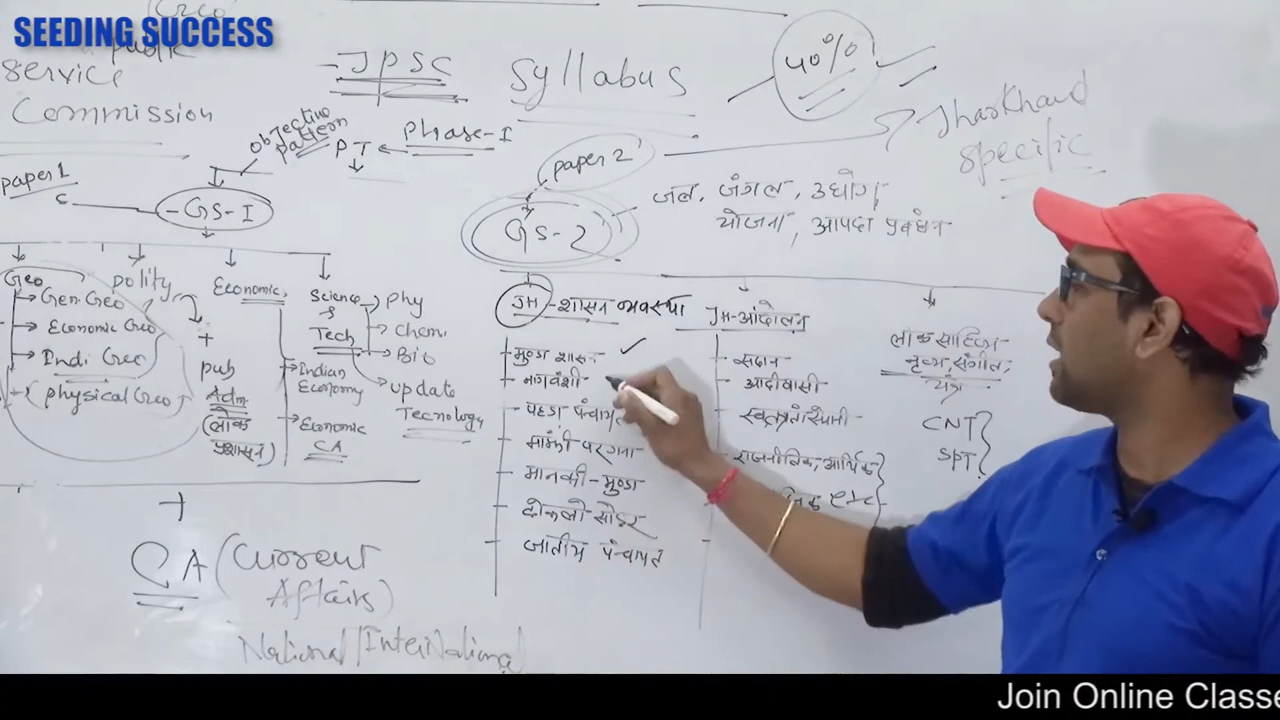 SEEDING SUCCESS
public
service
Commission
JPSC Syllabus
40%
Jharkhand
specific
objective
pattern
PT
Phase-I
paper 1
GS-I
paper 2
GS-2
जल, जंगल, उद्योग,
योजना, आपदा प्रबंधन
Geo
Gen Geo
Economic Geo
Indi Geo
physical Geo
polity
+
pub
Adm
(लोक
प्रशासन)
Economic
Indian
Economy
Economic
CA
Science
&
Tech
phy
chem.
Bio
update
Tecnology
JH-शासन व्यवस्था
मुण्डा शासन
नागवंशी
पड़हा पंचायत
मांझी परगना
मानकी-मुण्डा
ढोकलो सोहर
जातीय पंचायत
JH-आंदोलन
सदान
आदीवासी
राजनीतिक, आर्थिक
etc
लोक साहित्य
नृत्य, संगीत,
यंत्र
CNT
SPT
+
CA (Current
Affairs)
National/InterNational
Join Online Classe